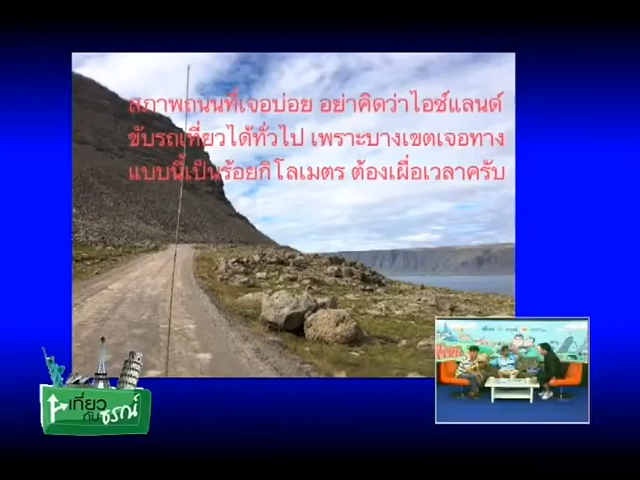 สภาพถนนที่เจอบ่อย อย่าคิดว่าไอซ์แลนด์
ขับรถเที่ยวได้ทั่วไป เพราะบางเขตเจอทาง
แบบนี้เป็นร้อยกิโลเมตร ต้องเผื่อเวลาครับ
เที่ยว
กับ
ธรณ์